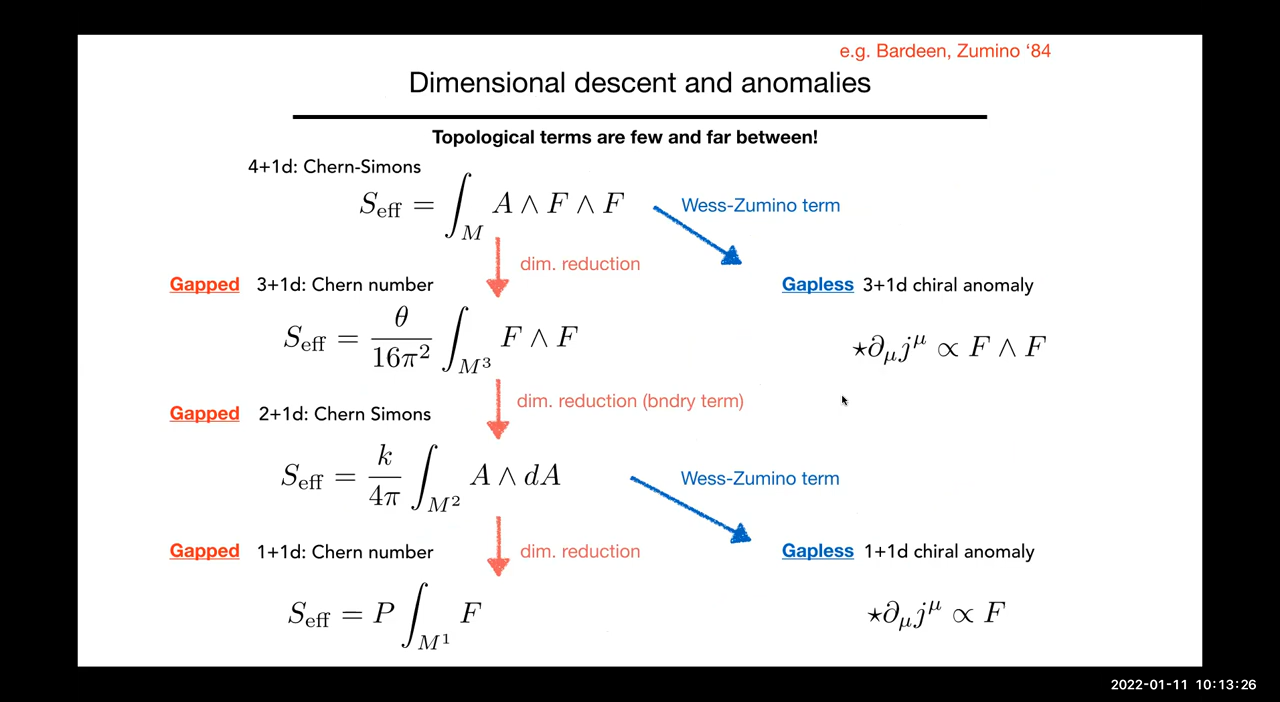 e.g. Bardeen, Zumino ‘84
Dimensional descent and anomalies
Topological terms are few and far between!
4+1d: Chern-Simons
S_eff = ∫_M A ∧ F ∧ F
Wess-Zumino term
dim. reduction
Gapped 3+1d: Chern number
Gapless 3+1d chiral anomaly
S_eff = θ/16π² ∫_M³ F ∧ F
⋆∂_μ j^μ ∝ F ∧ F
dim. reduction (bndry term)
Gapped 2+1d: Chern Simons
S_eff = k/4π ∫_M² A ∧ dA
Wess-Zumino term
Gapped 1+1d: Chern number
dim. reduction
Gapless 1+1d chiral anomaly
S_eff = P ∫_M¹ F
⋆∂_μ j^μ ∝ F
2022-01-11 10:13:26